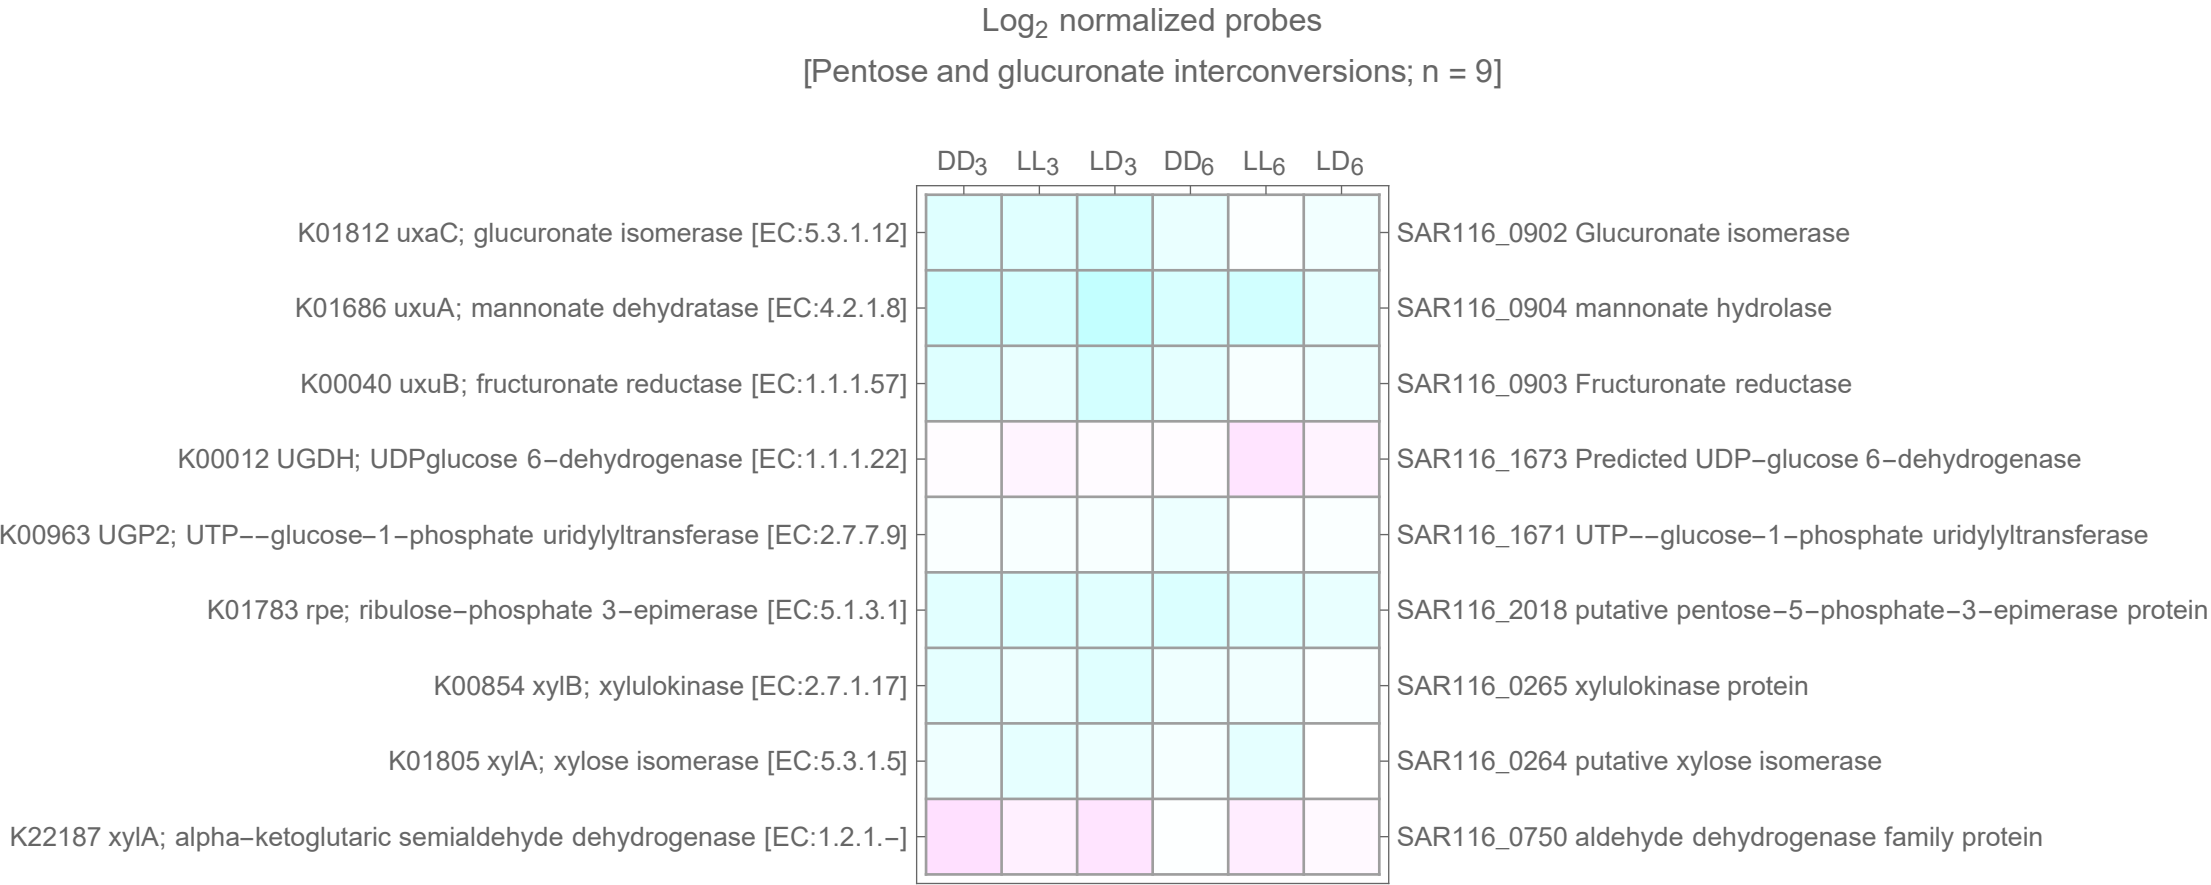 Log2 normalized probes
[Pentose and glucuronate interconversions; n = 9]
DD3 LL3 LD3 DD6 LL6 LD6
K01812 uxaC; glucuronate isomerase [EC:5.3.1.12] SAR116_0902 Glucuronate isomerase
K01686 uxuA; mannonate dehydratase [EC:4.2.1.8] SAR116_0904 mannonate hydrolase
K00040 uxuB; fructuronate reductase [EC:1.1.1.57] SAR116_0903 Fructuronate reductase
K00012 UGDH; UDPglucose 6−dehydrogenase [EC:1.1.1.22] SAR116_1673 Predicted UDP−glucose 6−dehydrogenase
K00963 UGP2; UTP−−glucose−1−phosphate uridylyltransferase [EC:2.7.7.9] SAR116_1671 UTP−−glucose−1−phosphate uridylyltransferase
K01783 rpe; ribulose−phosphate 3−epimerase [EC:5.1.3.1] SAR116_2018 putative pentose−5−phosphate−3−epimerase protein
K00854 xylB; xylulokinase [EC:2.7.1.17] SAR116_0265 xylulokinase protein
K01805 xylA; xylose isomerase [EC:5.3.1.5] SAR116_0264 putative xylose isomerase
K22187 xylA; alpha−ketoglutaric semialdehyde dehydrogenase [EC:1.2.1.−] SAR116_0750 aldehyde dehydrogenase family protein